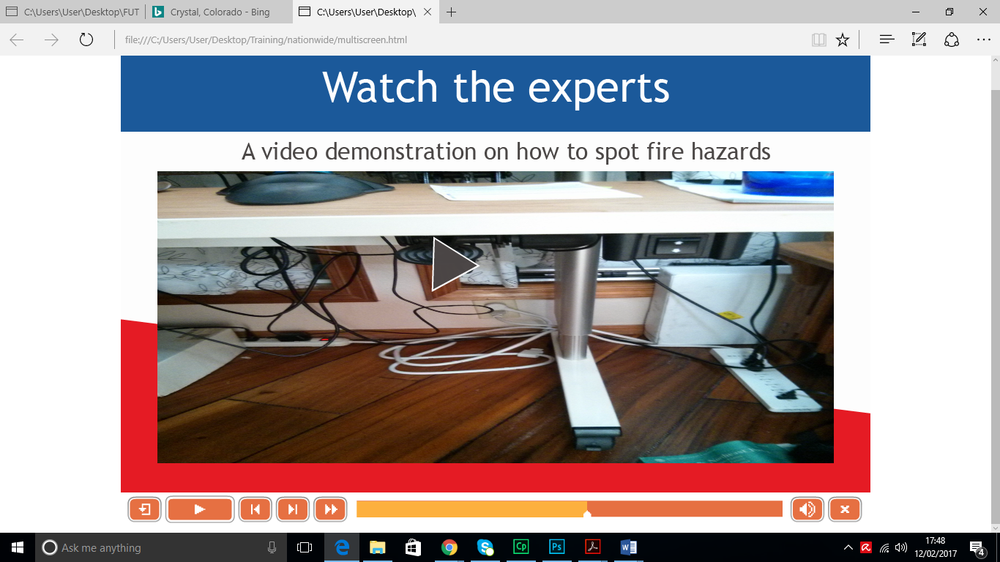 C:\Users\User\Desktop\FUT
Crystal, Colorado - Bing
C:\Users\User\Desktop\
file:///C:/Users/User/Desktop/Training/nationwide/multiscreen.html
Watch the experts
A video demonstration on how to spot fire hazards
Ask me anything
Cp
Ps
17:48
12/02/2017
4